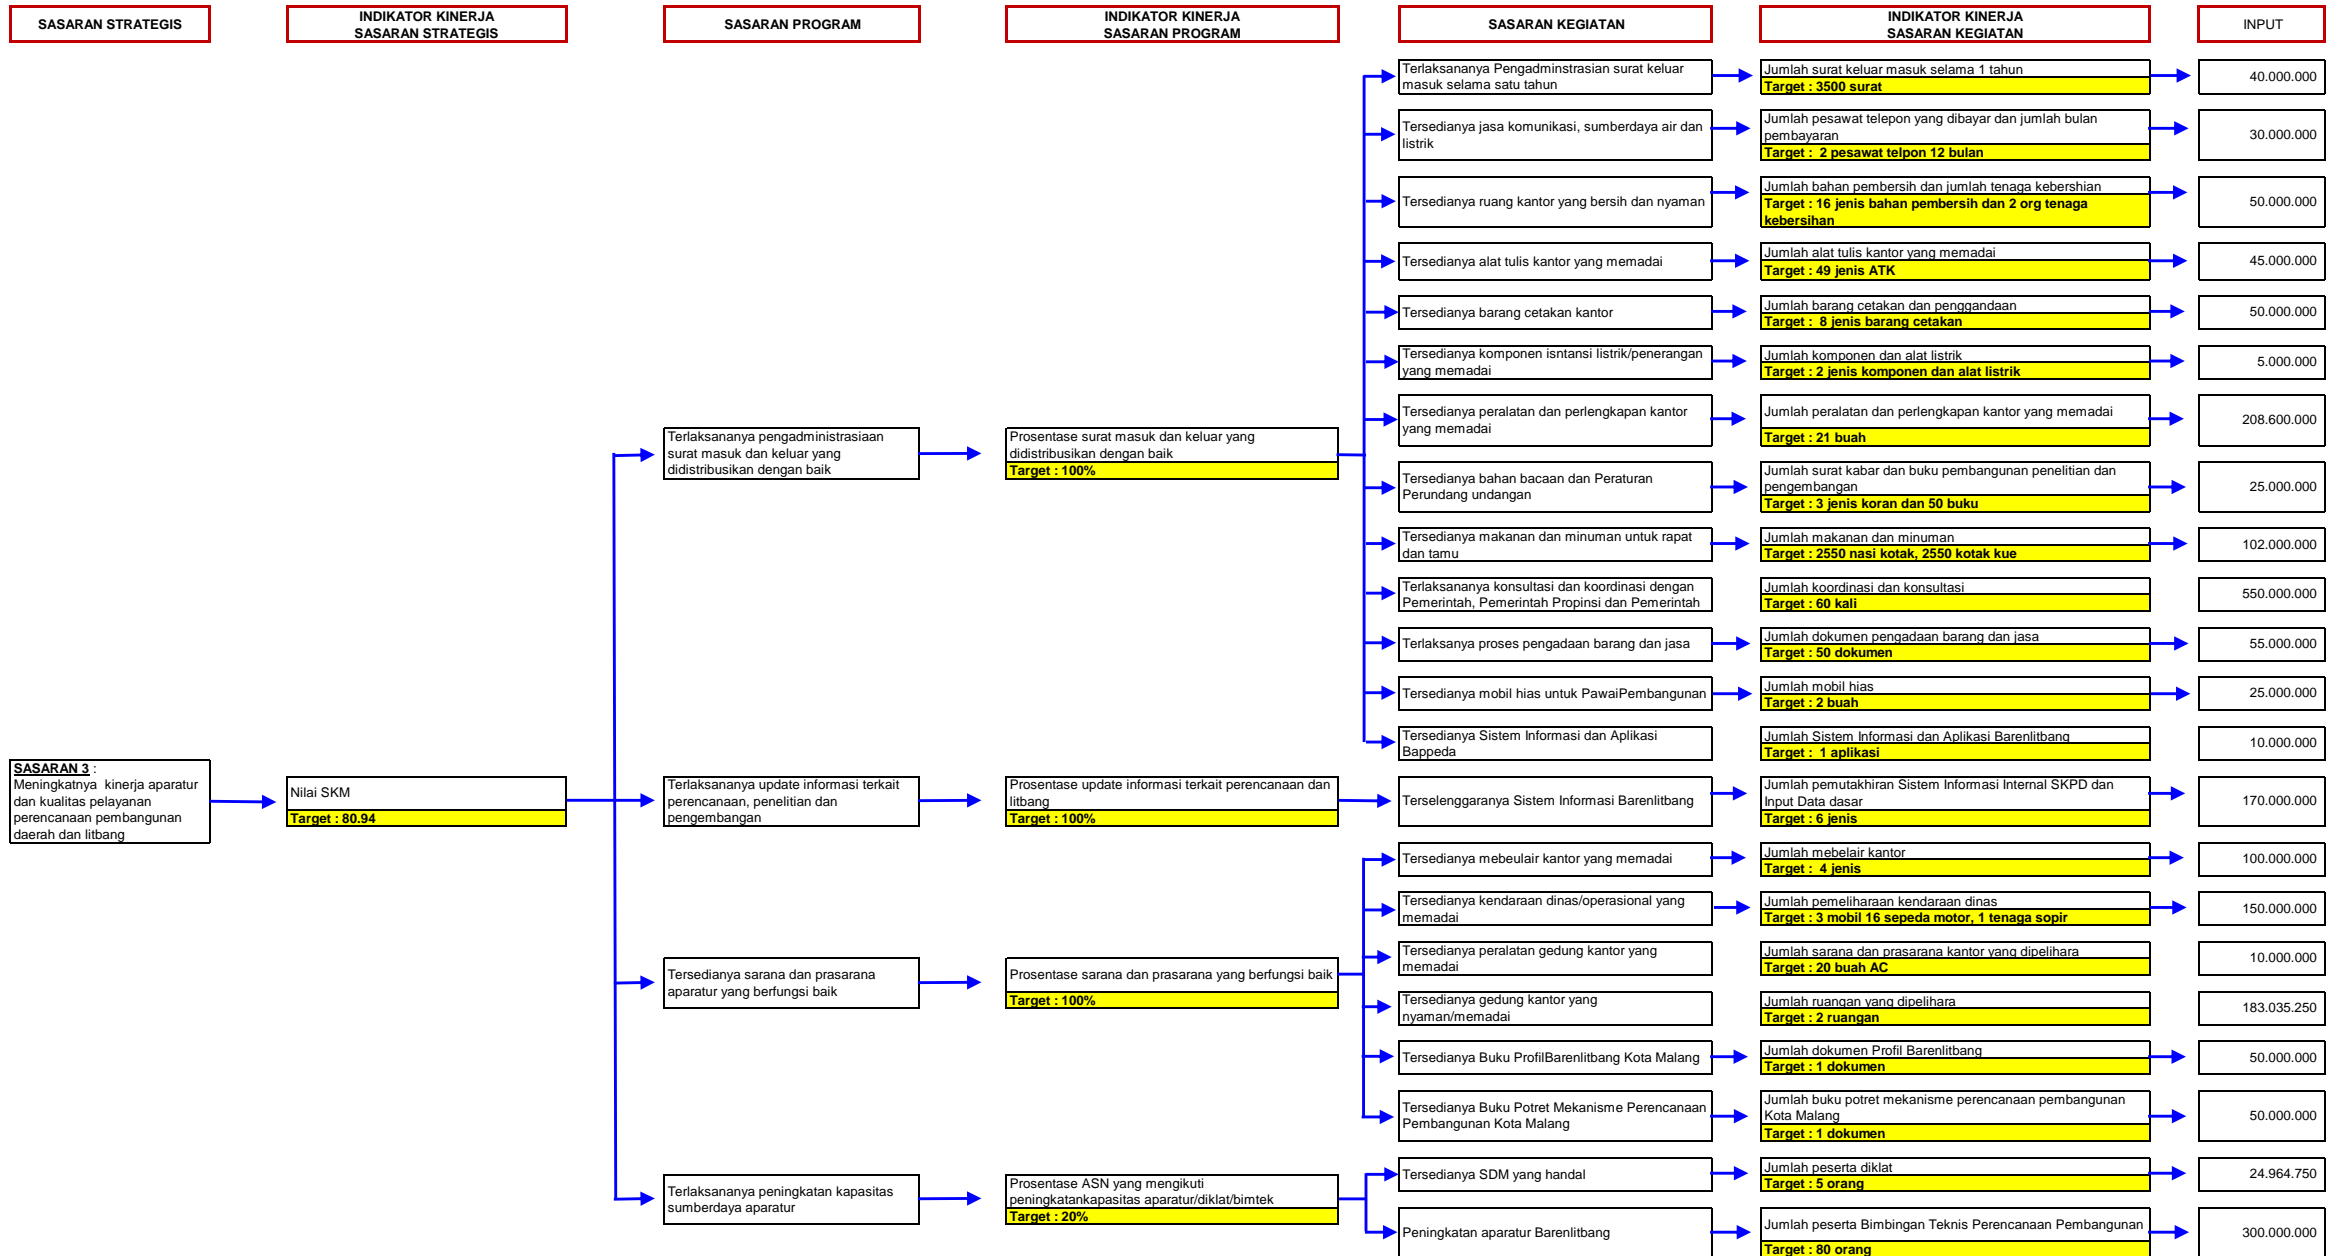 SASARAN STRATEGIS
INDIKATOR KINERJA
SASARAN STRATEGIS
SASARAN PROGRAM
INDIKATOR KINERJA
SASARAN PROGRAM
SASARAN KEGIATAN
INDIKATOR KINERJA
SASARAN KEGIATAN
INPUT
Terlaksananya Pengadminstrasian surat keluar
masuk selama satu tahun
Jumlah surat keluar masuk selama 1 tahun
Target : 3500 surat
40.000.000
Tersedianya jasa komunikasi, sumberdaya air dan
listrik
Jumlah pesawat telepon yang dibayar dan jumlah bulan
pembayaran
Target :  2 pesawat telpon 12 bulan
30.000.000
Tersedianya ruang kantor yang bersih dan nyaman
Jumlah bahan pembersih dan jumlah tenaga kebershian
Target : 16 jenis bahan pembersih dan 2 org tenaga
kebersihan
50.000.000
Tersedianya alat tulis kantor yang memadai
Jumlah alat tulis kantor yang memadai
Target : 49 jenis ATK
45.000.000
Tersedianya barang cetakan kantor
Jumlah barang cetakan dan penggandaan
Target :  8 jenis barang cetakan
50.000.000
Tersedianya komponen isntansi listrik/penerangan
yang memadai
Jumlah komponen dan alat listrik
Target : 2 jenis komponen dan alat listrik
5.000.000
Tersedianya peralatan dan perlengkapan kantor
yang memadai
Jumlah peralatan dan perlengkapan kantor yang memadai
Target : 21 buah
208.600.000
Terlaksananya pengadministrasiaan
surat masuk dan keluar yang
didistribusikan dengan baik
Prosentase surat masuk dan keluar yang
didistribusikan dengan baik
Target : 100%
Tersedianya bahan bacaan dan Peraturan
Perundang undangan
Jumlah surat kabar dan buku pembangunan penelitian dan
pengembangan
Target : 3 jenis koran dan 50 buku
25.000.000
Tersedianya makanan dan minuman untuk rapat
dan tamu
Jumlah makanan dan minuman
Target : 2550 nasi kotak, 2550 kotak kue
102.000.000
Terlaksananya konsultasi dan koordinasi dengan
Pemerintah, Pemerintah Propinsi dan Pemerintah
Jumlah koordinasi dan konsultasi
Target : 60 kali
550.000.000
Terlaksanya proses pengadaan barang dan jasa
Jumlah dokumen pengadaan barang dan jasa
Target : 50 dokumen
55.000.000
Tersedianya mobil hias untuk PawaiPembangunan
Jumlah mobil hias
Target : 2 buah
25.000.000
Tersedianya Sistem Informasi dan Aplikasi
Bappeda
Jumlah Sistem Informasi dan Aplikasi Barenlitbang
Target :  1 aplikasi
10.000.000
SASARAN 3 :
Meningkatnya  kinerja aparatur
dan kualitas pelayanan
perencanaan pembangunan
daerah dan litbang
Nilai SKM
Target : 80.94
Terlaksananya update informasi terkait
perencanaan, penelitian dan
pengembangan
Prosentase update informasi terkait perencanaan dan
litbang
Target : 100%
Terselenggaranya Sistem Informasi Barenlitbang
Jumlah pemutakhiran Sistem Informasi Internal SKPD dan
Input Data dasar
Target : 6 jenis
170.000.000
Tersedianya mebeulair kantor yang memadai
Jumlah mebelair kantor
Target :  4 jenis
100.000.000
Tersedianya kendaraan dinas/operasional yang
memadai
Jumlah pemeliharaan kendaraan dinas
Target : 3 mobil 16 sepeda motor, 1 tenaga sopir
150.000.000
Tersedianya sarana dan prasarana
aparatur yang berfungsi baik
Prosentase sarana dan prasarana yang berfungsi baik
Target : 100%
Tersedianya peralatan gedung kantor yang
memadai
Jumlah sarana dan prasarana kantor yang dipelihara
Target : 20 buah AC
10.000.000
Tersedianya gedung kantor yang
nyaman/memadai
Jumlah ruangan yang dipelihara
Target : 2 ruangan
183.035.250
Tersedianya Buku ProfilBarenlitbang Kota Malang
Jumlah dokumen Profil Barenlitbang
Target : 1 dokumen
50.000.000
Tersedianya Buku Potret Mekanisme Perencanaan
Pembangunan Kota Malang
Jumlah buku potret mekanisme perencanaan pembangunan
Kota Malang
Target : 1 dokumen
50.000.000
Terlaksananya peningkatan kapasitas
sumberdaya aparatur
Prosentase ASN yang mengikuti
peningkatankapasitas aparatur/diklat/bimtek
Target : 20%
Tersedianya SDM yang handal
Jumlah peserta diklat
Target : 5 orang
24.964.750
Peningkatan aparatur Barenlitbang
Jumlah peserta Bimbingan Teknis Perencanaan Pembangunan
Target : 80 orang
300.000.000